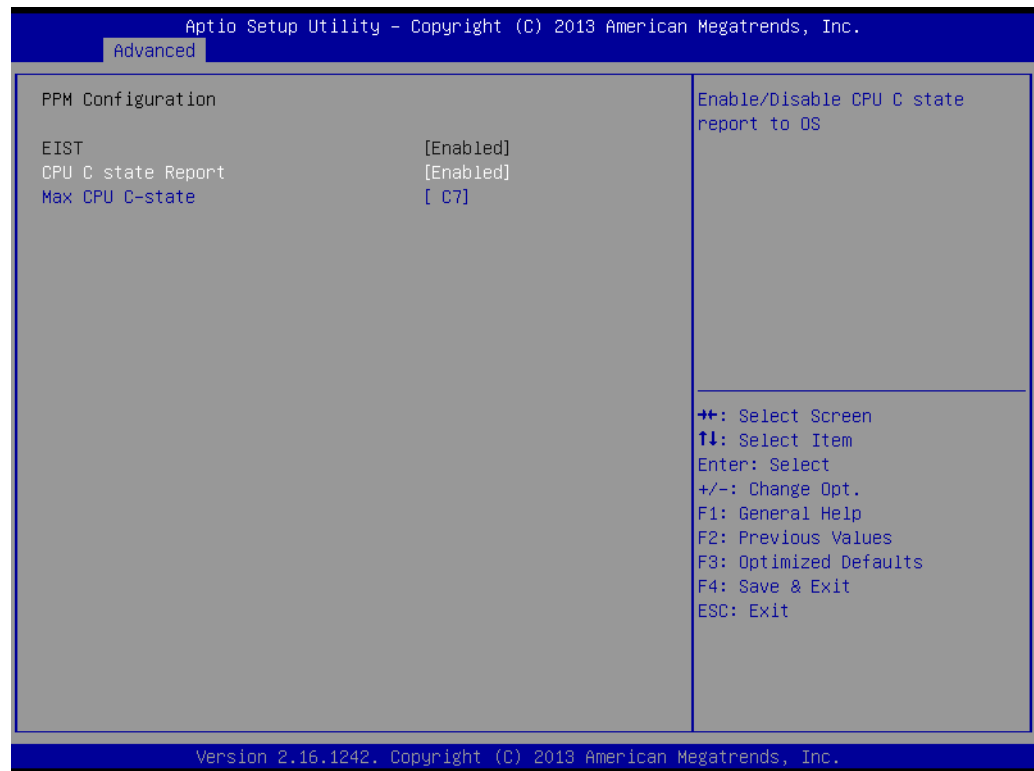 Aptio Setup Utility – Copyright (C) 2013 American Megatrends, Inc.
Advanced
PPM Configuration
EIST [Enabled]
CPU C state Report [Enabled]
Max CPU C-state [ C7]
Enable/Disable CPU C state
report to OS
→←: Select Screen
↑↓: Select Item
Enter: Select
+/-: Change Opt.
F1: General Help
F2: Previous Values
F3: Optimized Defaults
F4: Save & Exit
ESC: Exit
Version 2.16.1242. Copyright (C) 2013 American Megatrends, Inc.